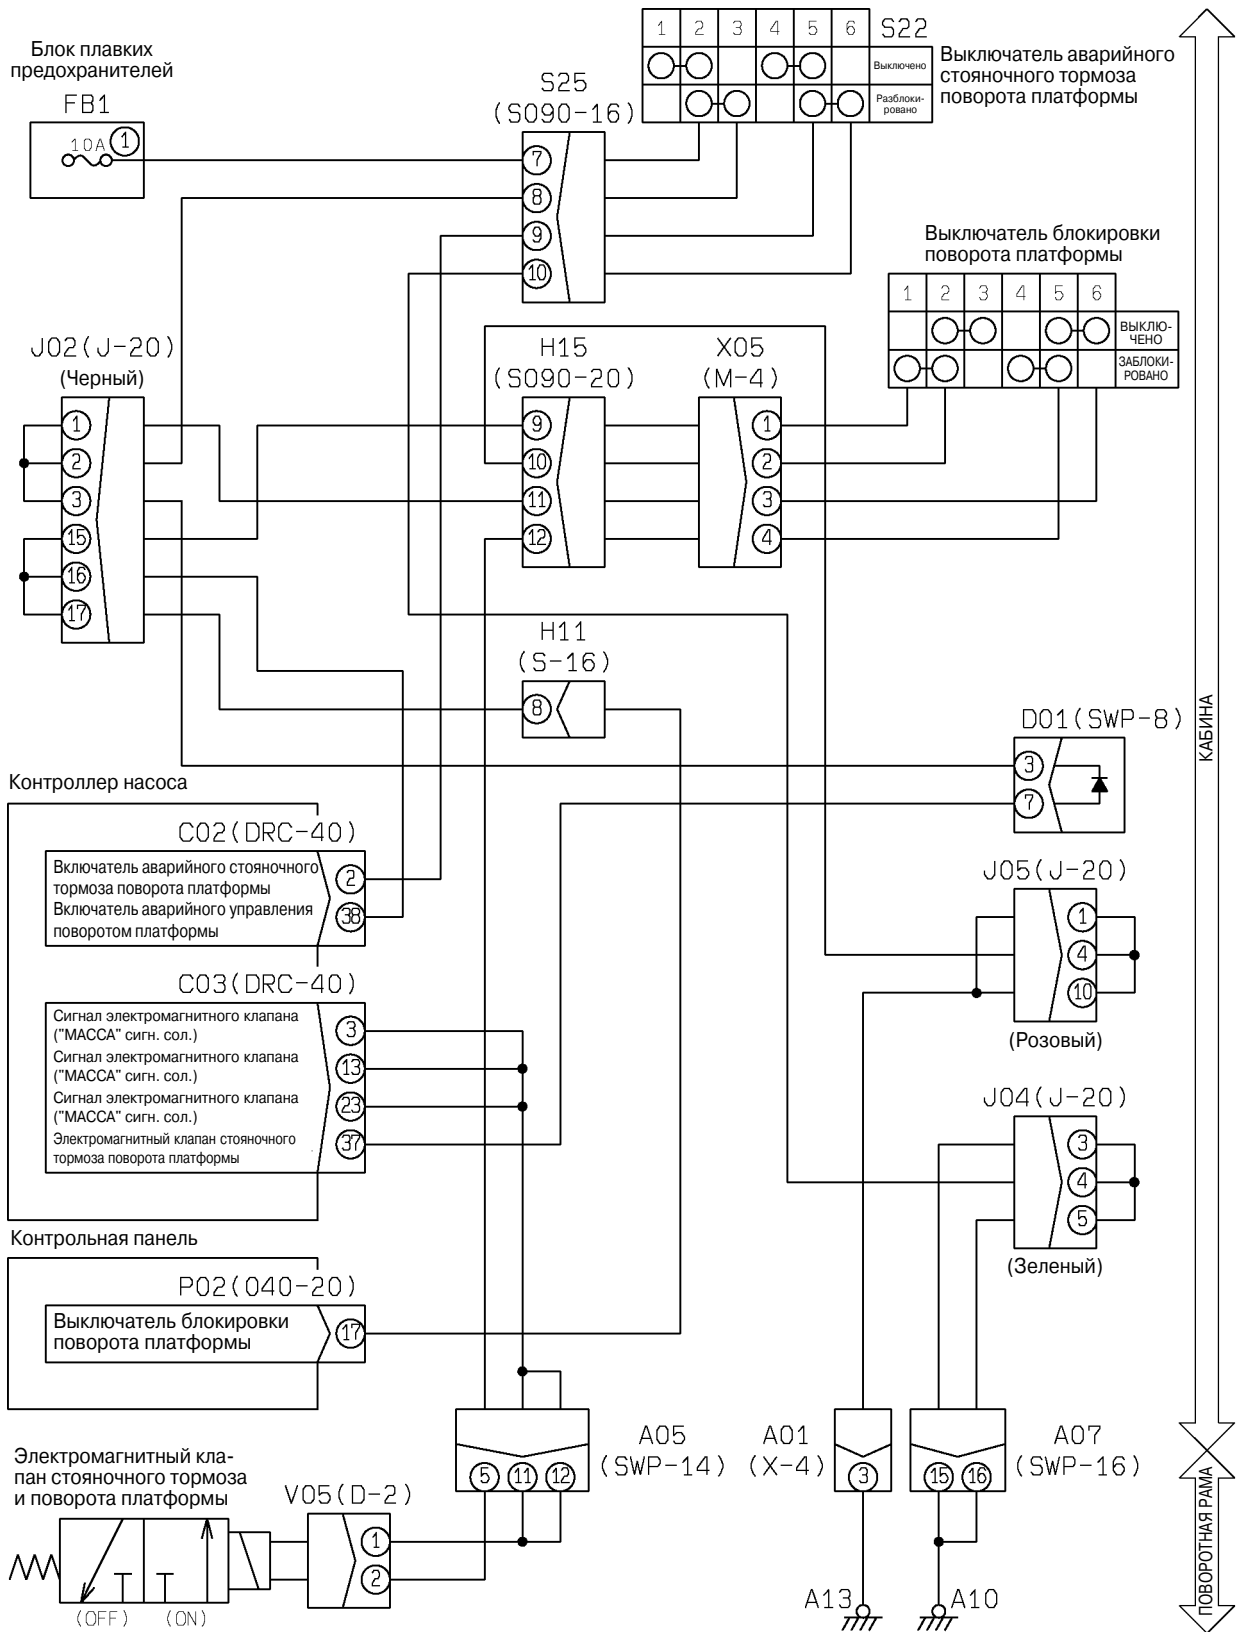 Блок плавких
предохранителей
FB1
10A 1
S25
(S090-16)
7
8
9
10
1 2 3 4 5 6 S22
Выключено
Разблоки-
ровано
Выключатель аварийного
стояночного тормоза
поворота платформы
Выключатель блокировки
поворота платформы
1 2 3 4 5 6
ВЫКЛЮ-
ЧЕНО
ЗАБЛОКИ-
РОВАНО
J02(J-20)
(Черный)
1
2
3
15
16
17
H15
(S090-20)
9
10
11
12
X05
(M-4)
1
2
3
4
H11
(S-16)
8
D01(SWP-8)
3
7
КАБИНА
Контроллер насоса
C02(DRC-40)
Включатель аварийного стояночного
тормоза поворота платформы
2
Включатель аварийного управления
поворотом платформы
38
C03(DRC-40)
Сигнал электромагнитного клапана
("МАССА" сигн. сол.)
3
Сигнал электромагнитного клапана
("МАССА" сигн. сол.)
13
Сигнал электромагнитного клапана
("МАССА" сигн. сол.)
23
Электромагнитный клапан стояночного
тормоза поворота платформы
37
J05(J-20)
1
4
10
(Розовый)
J04(J-20)
3
4
5
(Зеленый)
Контрольная панель
P02(040-20)
Выключатель блокировки
поворота платформы
17
A05
(SWP-14)
5 11 12
A01
(X-4)
3
A07
(SWP-16)
15 16
Электромагнитный кла-
пан стояночного тормоза
и поворота платформы
V05(D-2)
1
2
(OFF) (ON)
A13
A10
ПОВОРОТНАЯ РАМА